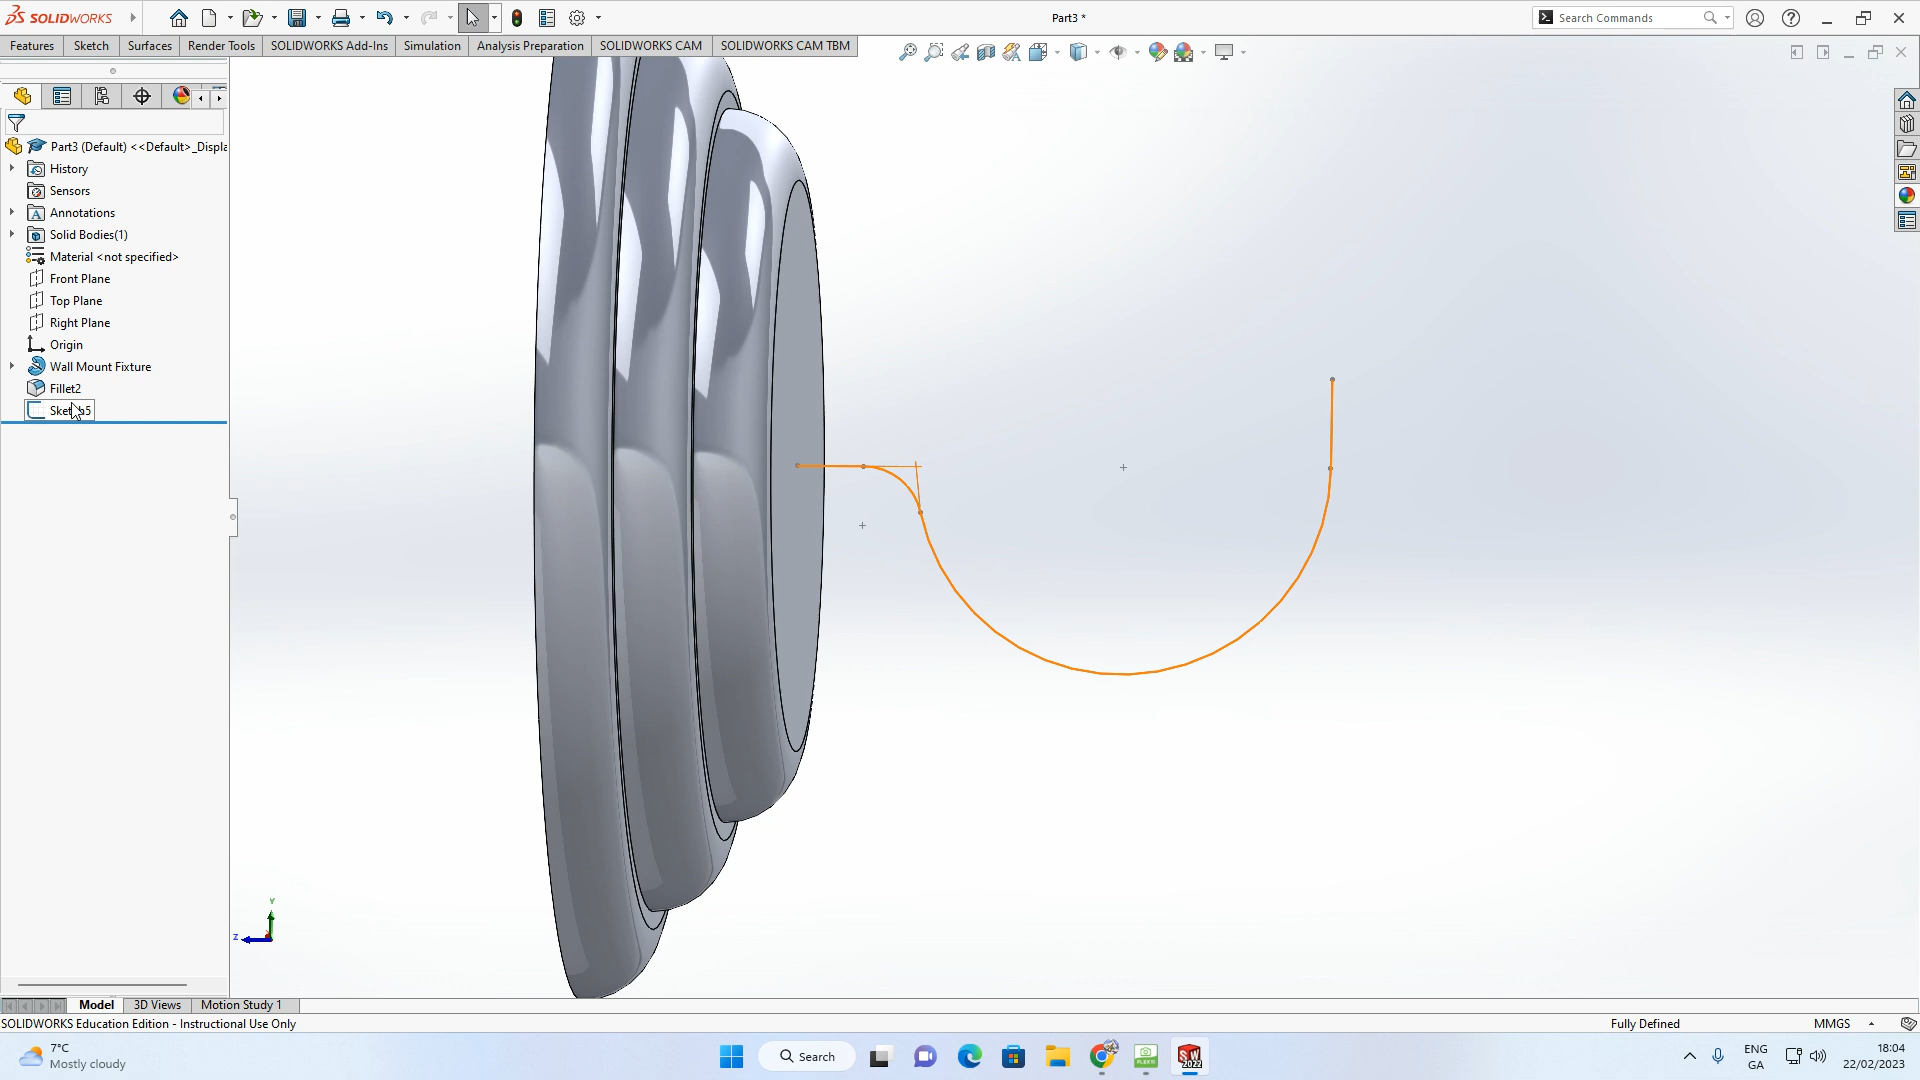 SOLIDWORKS
Part3 *
Search Commands
Features
Sketch
Surfaces
Render Tools
SOLIDWORKS Add-Ins
Simulation
Analysis Preparation
SOLIDWORKS CAM
SOLIDWORKS CAM TBM
Part3 (Default) <<Default>_Displa
History
Sensors
Annotations
Solid Bodies(1)
Material <not specified>
Front Plane
Top Plane
Right Plane
Origin
Wall Mount Fixture
Fillet2
Y
Z
Model
3D Views
Motion Study 1
SOLIDWORKS Education Edition - Instructional Use Only
Fully Defined
MMGS
7°C
Mostly cloudy
Search
SW
2022
ENG
GA
18:04
22/02/2023